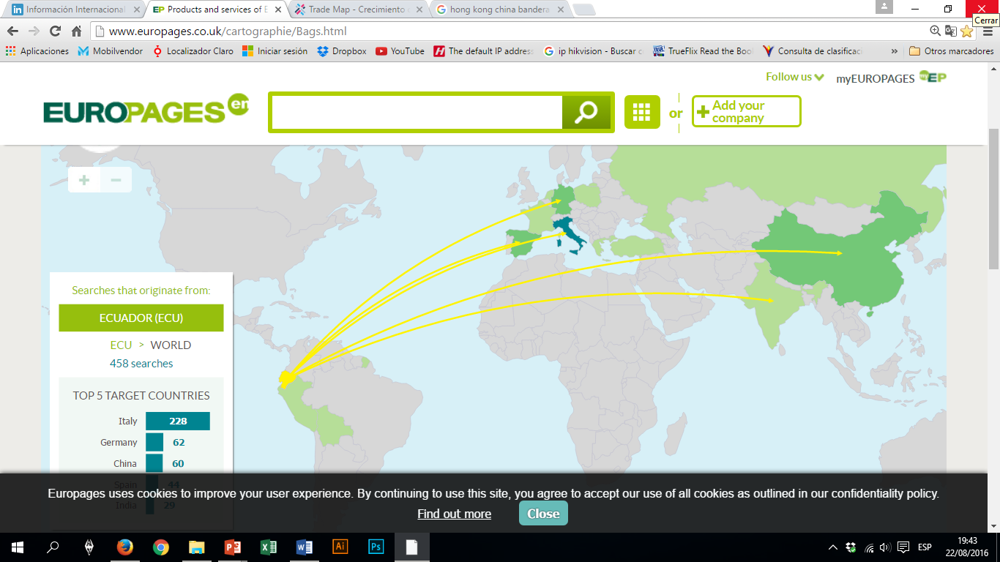 Información Internacional
EP Products and services of E
Trade Map - Crecimiento d
hong kong china bandera
Cerrar
www.europages.co.uk/cartographie/Bags.html
Aplicaciones
Mobilvendor
Localizador Claro
Iniciar sesión
Dropbox
YouTube
The default IP addres
ip hikvision - Buscar c
TrueFlix Read the Boo
Consulta de clasificac
»
Otros marcadores
Follow us
myEUROPAGES
EP
EUROPAGES en
or
+ Add your
company
+ −
Searches that originate from:
ECUADOR (ECU)
ECU > WORLD
458 searches
TOP 5 TARGET COUNTRIES
Italy 228
Germany 62
China 60
Spain 44
India 29
Europages uses cookies to improve your user experience. By continuing to use this site, you agree to accept our use of all cookies as outlined in our confidentiality policy.
Find out more
Close
Ai
Ps
ESP
19:43
22/08/2016